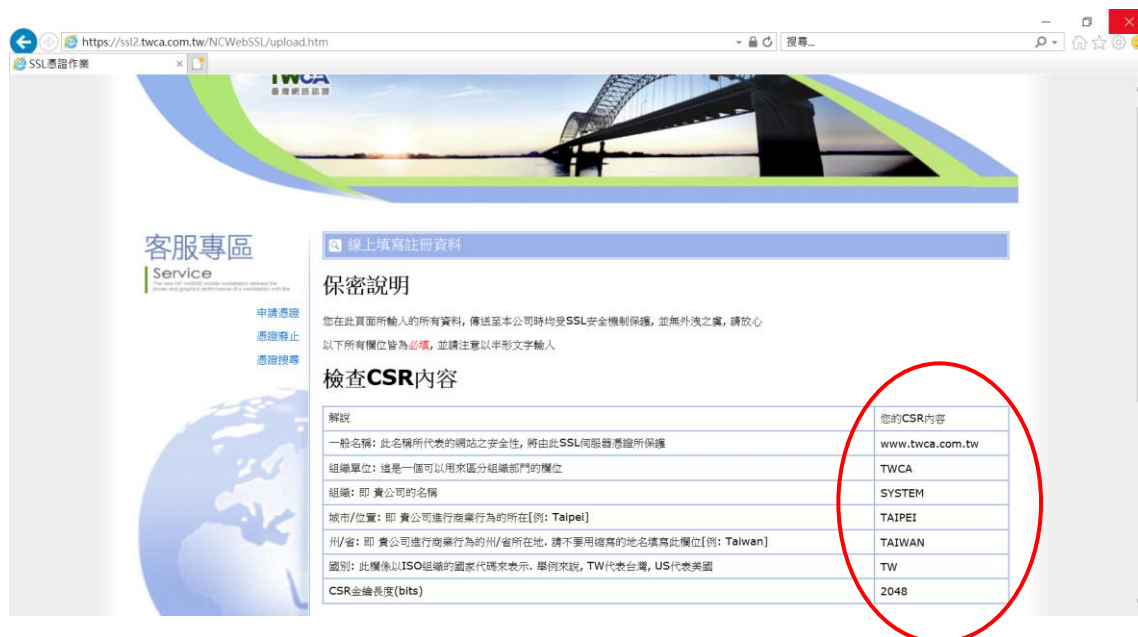 https://ssl2.twca.com.tw/NCWebSSL/upload.htm
搜尋...
SSL憑證作業
TWCA
臺灣網路認證
客服專區
Service
線上填寫註冊資料
保密說明
申請憑證
您在此頁面所輸入的所有資料, 傳送至本公司時均受SSL安全機制保護, 並無外洩之虞, 請放心
憑證廢止
以下所有欄位皆為必填, 並請注意以半形文字輸入
憑證搜尋
檢查CSR內容
解說 您的CSR內容
一般名稱: 此名稱所代表的網站之安全性, 將由此SSL伺服器憑證所保護 www.twca.com.tw
組織單位: 這是一個可以用來區分組織部門的欄位 TWCA
組織: 即 貴公司的名稱 SYSTEM
城市/位置: 即 貴公司進行商業行為的所在[例: Taipei] TAIPEI
州/省: 即 貴公司進行商業行為的州/省所在地. 請不要用縮寫的地名填寫此欄位[例: Taiwan] TAIWAN
國別: 此欄係以ISO組織的國家代碼來表示. 舉例來說, TW代表台灣, US代表美國 TW
CSR金鑰長度(bits) 2048